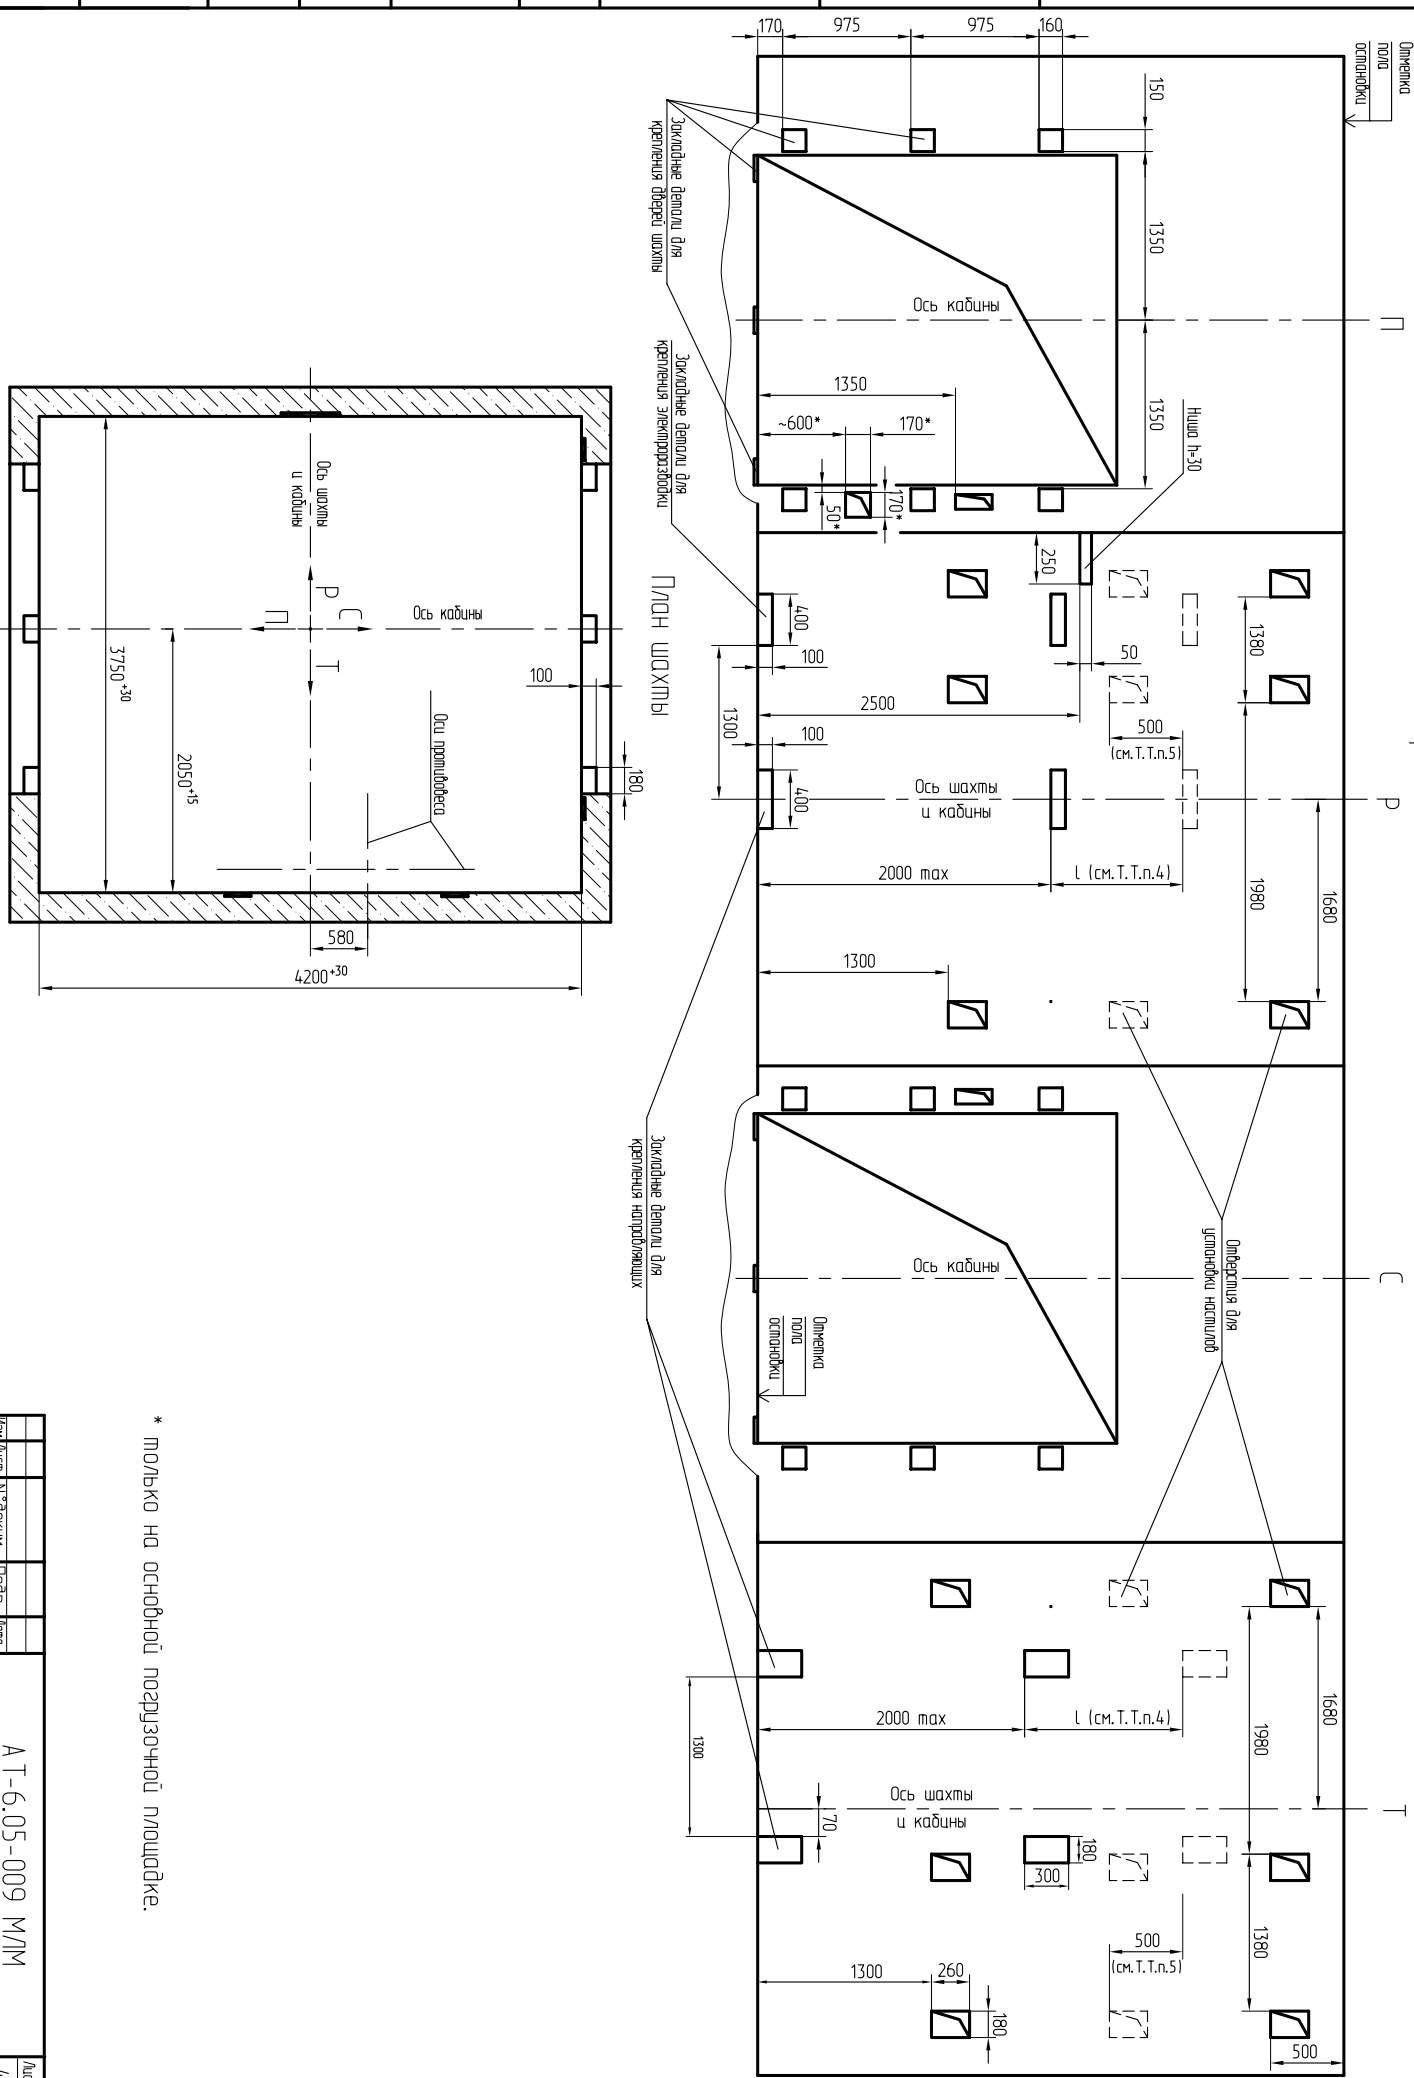 Отметка
пола
остановки
170
975
975
160
150
1350
1350
П
Ось кабины
Закладные детали для
крепления дверей шахты
Закладные детали для
крепления электроразводки
1350
~600*
170*
170*
50*
Ниша h=30
250
400
100
1300
2500
50
1380
500
(см.Т.Т.п.5)
100
400
Ось шахты
и кабины
Р
2000 max
l (см.Т.Т.п.4)
1980
1680
1300
Закладные детали для
крепления направляющих
Отверстия для
установки настилов
С
Ось кабины
Отметка
пола
остановки
1680
1980
2000 max
l (см.Т.Т.п.4)
1300
Ось шахты
и кабины
Т
70
180
300
1380
500
(см.Т.Т.п.5)
1300
260
180
500
План шахты
Ось шахты
и кабины
Ось кабины
Р
С
П
Т
3750+30
2050+15
100
180
Оси противовеса
580
4200+30
* только на основной погрузочной площадке.
АТ-6.05-009 М/1М